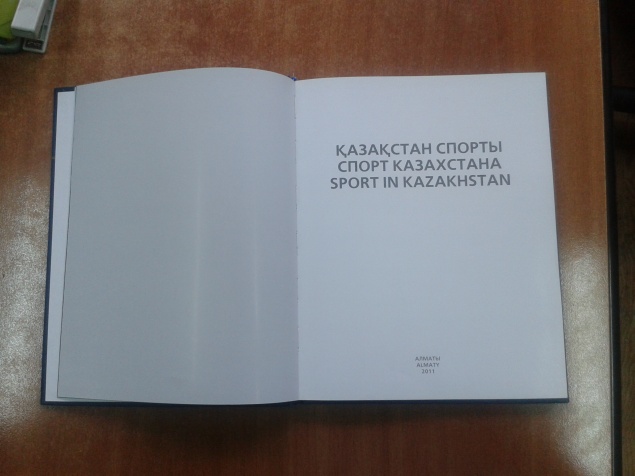 ҚАЗАҚСТАН СПОРТЫ
СПОРТ КАЗАХСТАНА
SPORT IN KAZAKHSTAN
АЛМАТЫ
ALMATY
2011